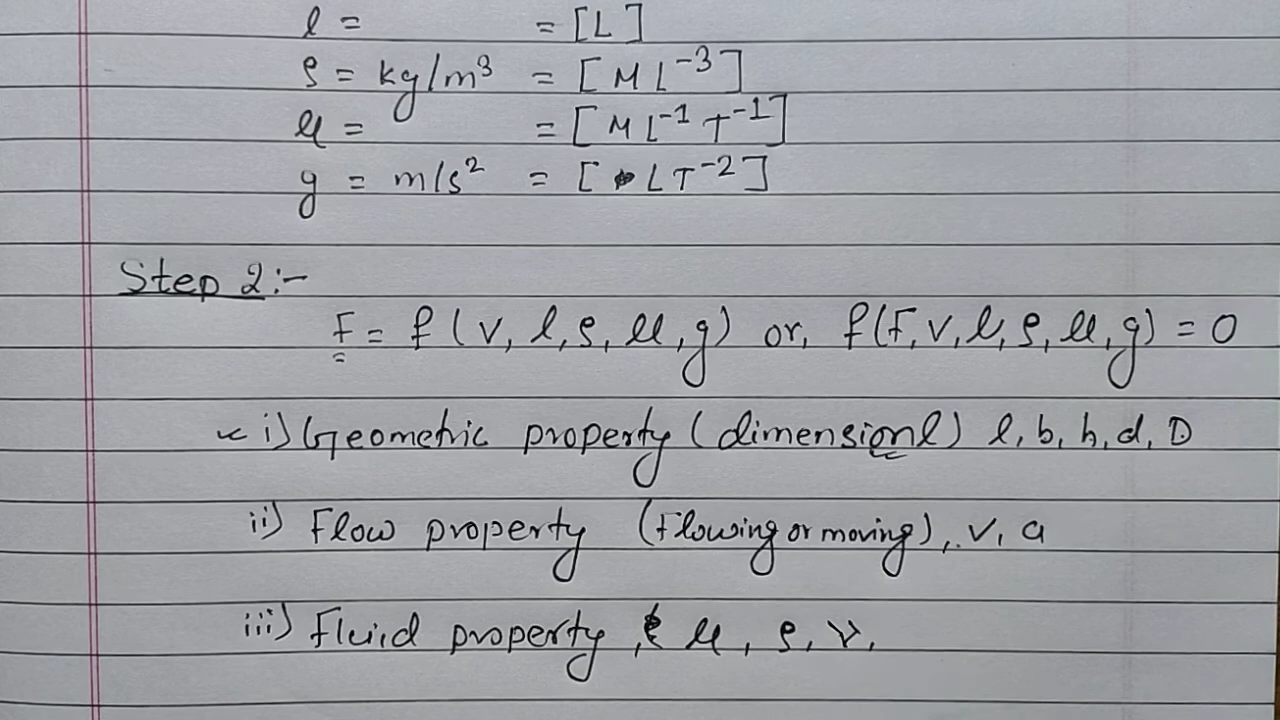 l = = [L]
ρ = kg/m³ = [M L⁻³]
μ = = [M L⁻¹ T⁻¹]
g = m/s² = [L T⁻²]
Step 2:-
F = f (V, l, ρ, μ, g) or, f(F, V, l, ρ, μ, g) = 0
i) Geometric property (dimensionl) l, b, h, d, D
ii) Flow property (Flowing or moving), V, a
iii) Fluid property, μ, ρ, ν,